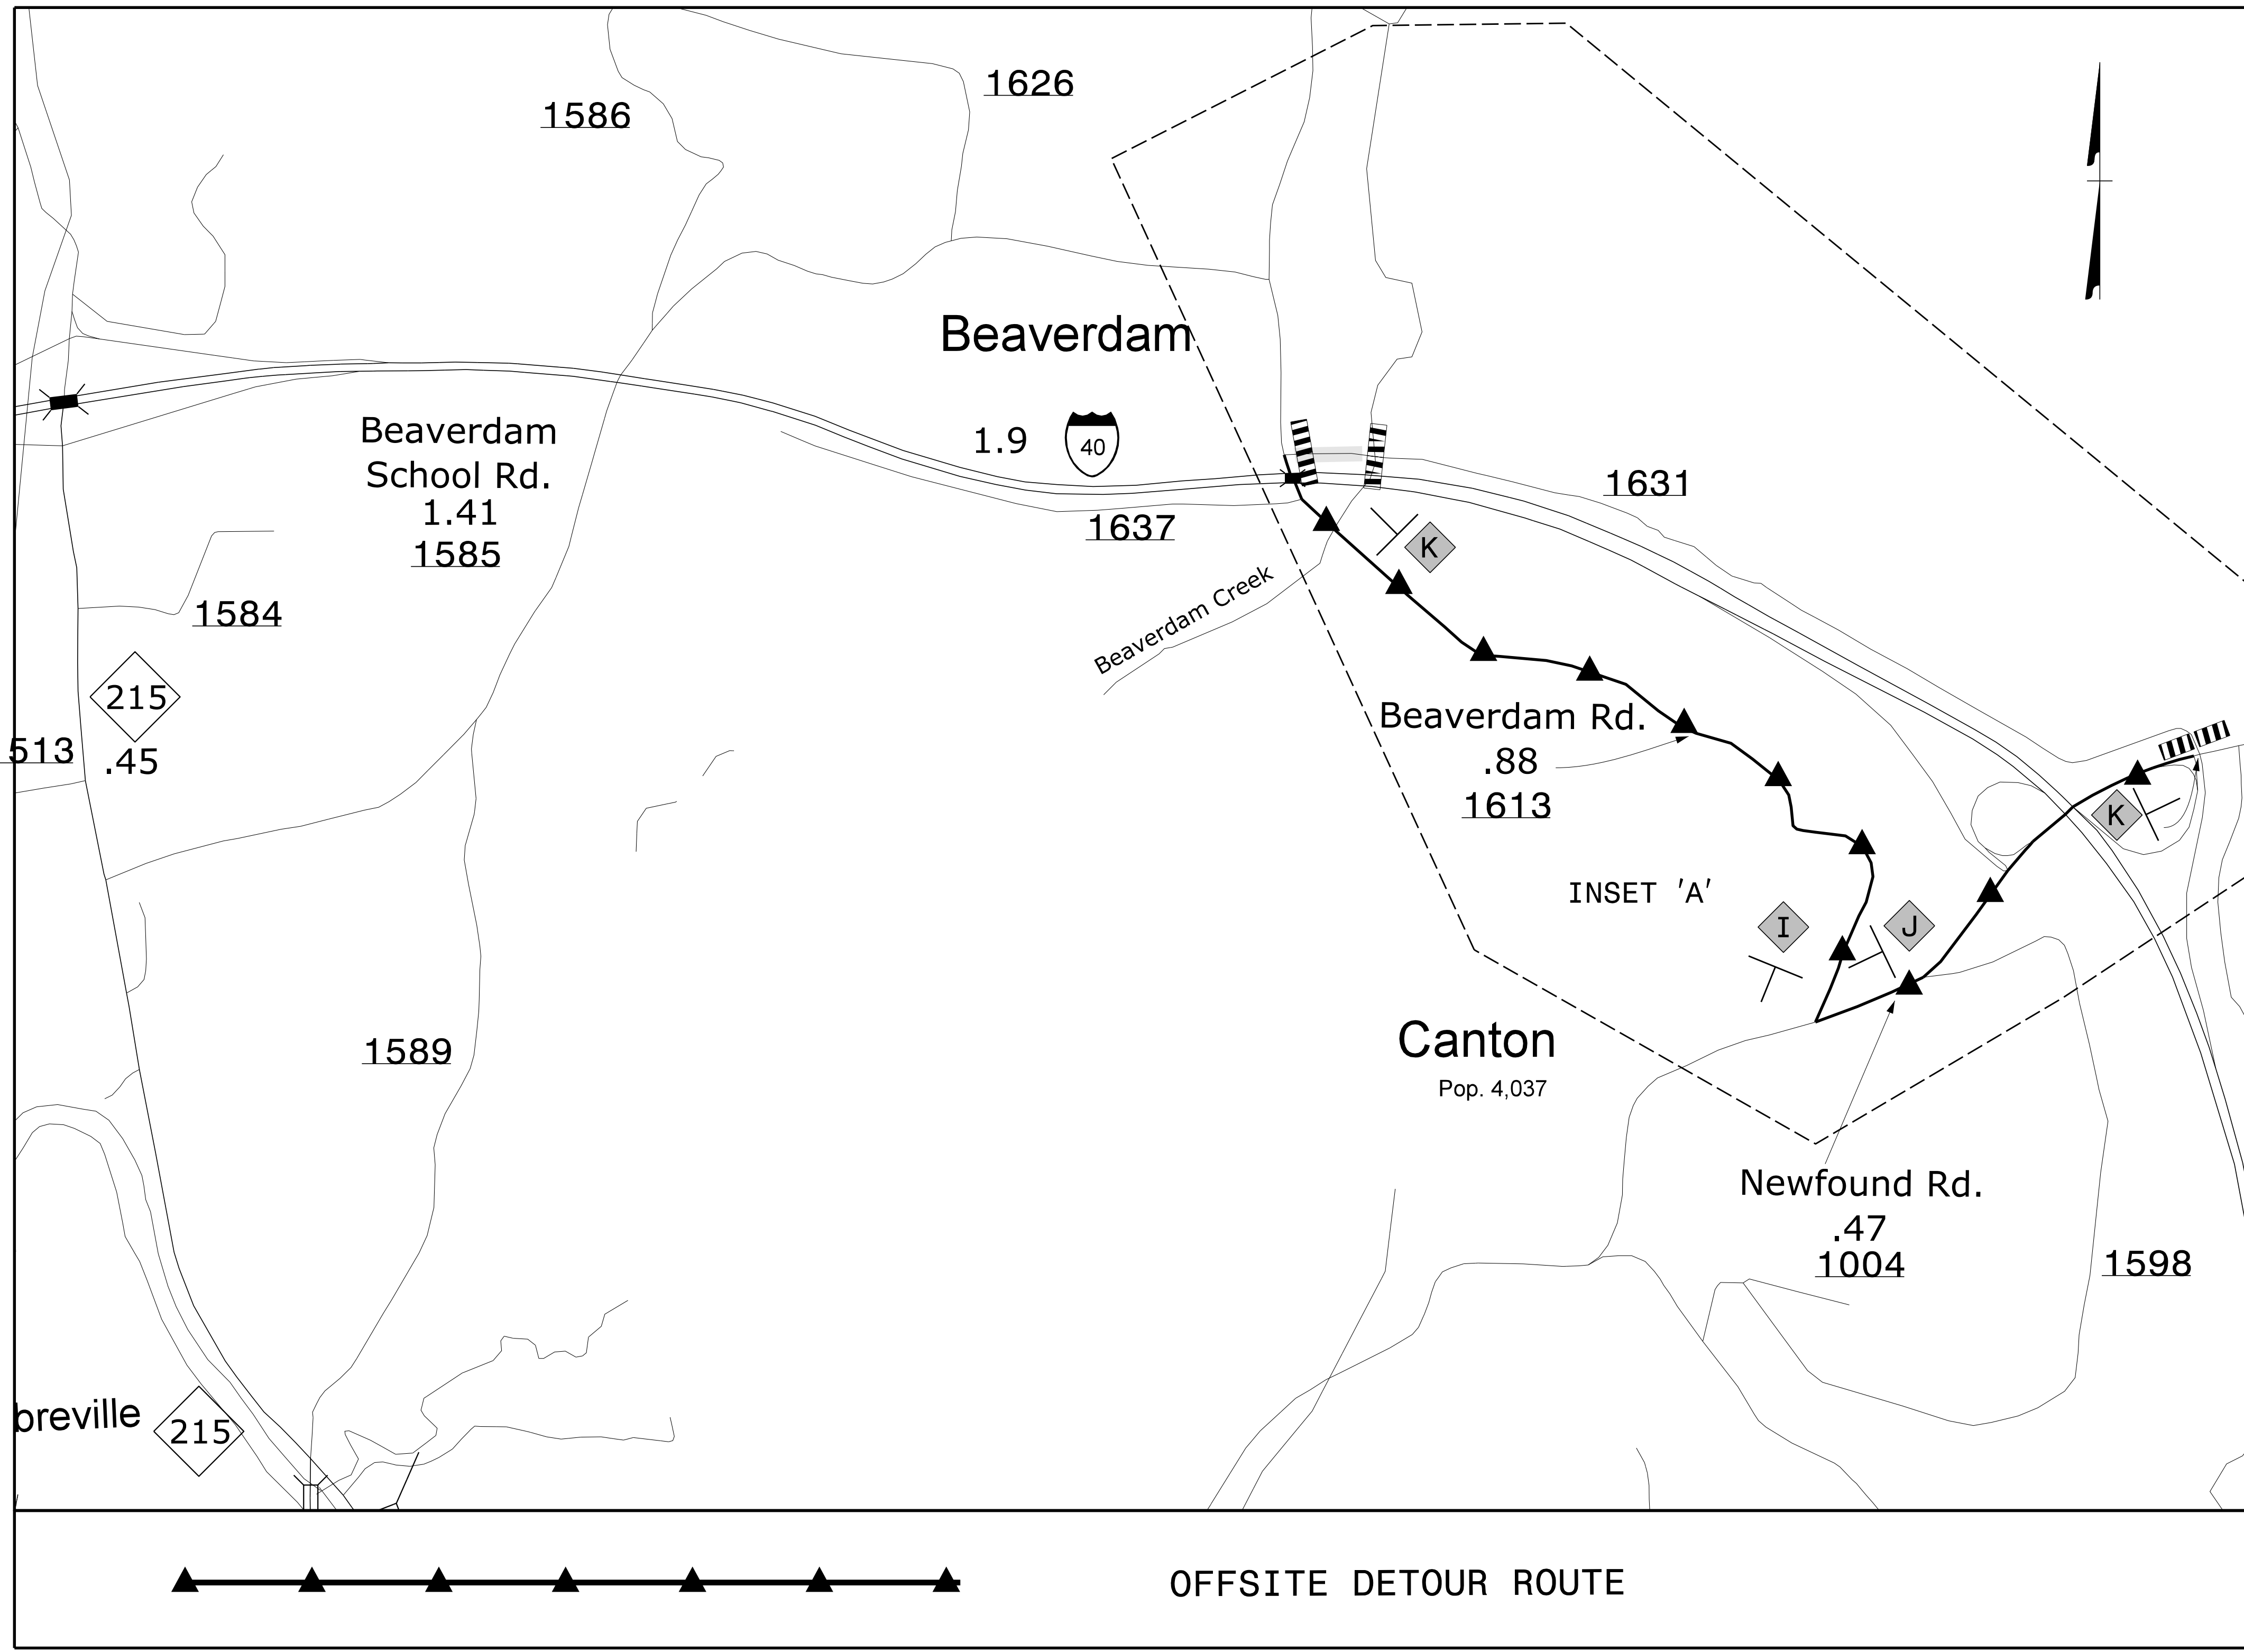 1626
1586
Beaverdam
1.9
40
Beaverdam
School Rd.
1.41
1585
1631
1637
K
Beaverdam Creek
1584
215
.45
513
Beaverdam Rd.
.88
1613
K
INSET 'A'
I
J
Canton
Pop. 4,037
1589
Newfound Rd.
.47
1004
1598
breville
215
OFFSITE DETOUR ROUTE